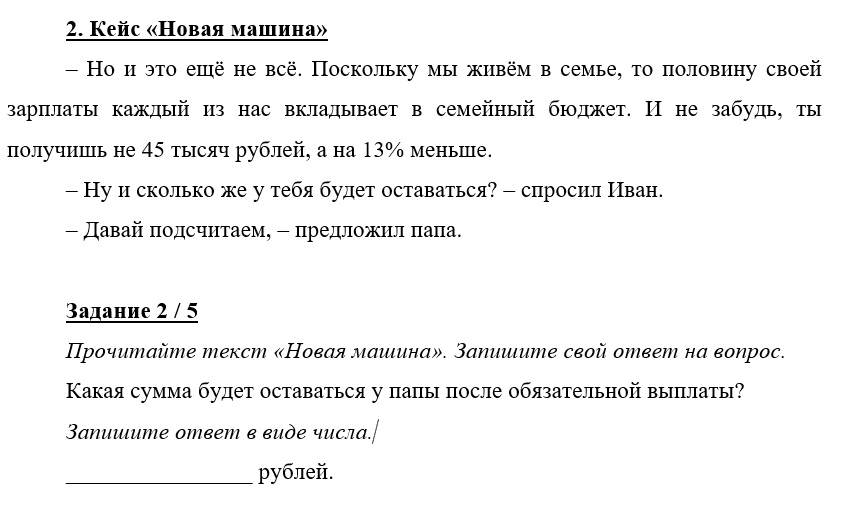 2. Кейс «Новая машина»
– Но и это ещё не всё. Поскольку мы живём в семье, то половину своей
зарплаты каждый из нас вкладывает в семейный бюджет. И не забудь, ты
получишь не 45 тысяч рублей, а на 13% меньше.
– Ну и сколько же у тебя будет оставаться? – спросил Иван.
– Давай подсчитаем, – предложил папа.
Задание 2 / 5
Прочитайте текст «Новая машина». Запишите свой ответ на вопрос.
Какая сумма будет оставаться у папы после обязательной выплаты?
Запишите ответ в виде числа.
_________________ рублей.